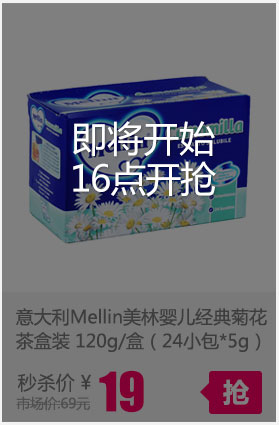 即将开始
16点开抢
Mellin
意大利Mellin美林婴儿经典菊花
茶盒装 120g/盒（24小包*5g）
秒杀价 ¥ 19
市场价:69元
抢